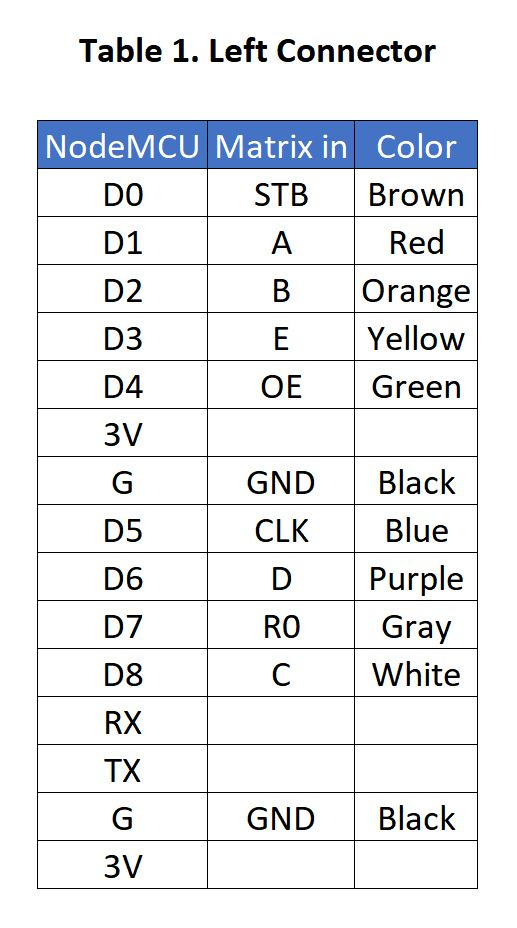 Table 1. Left Connector
NodeMCU Matrix in Color
D0 STB Brown
D1 A Red
D2 B Orange
D3 E Yellow
D4 OE Green
3V
G GND Black
D5 CLK Blue
D6 D Purple
D7 R0 Gray
D8 C White
RX
TX
G GND Black
3V